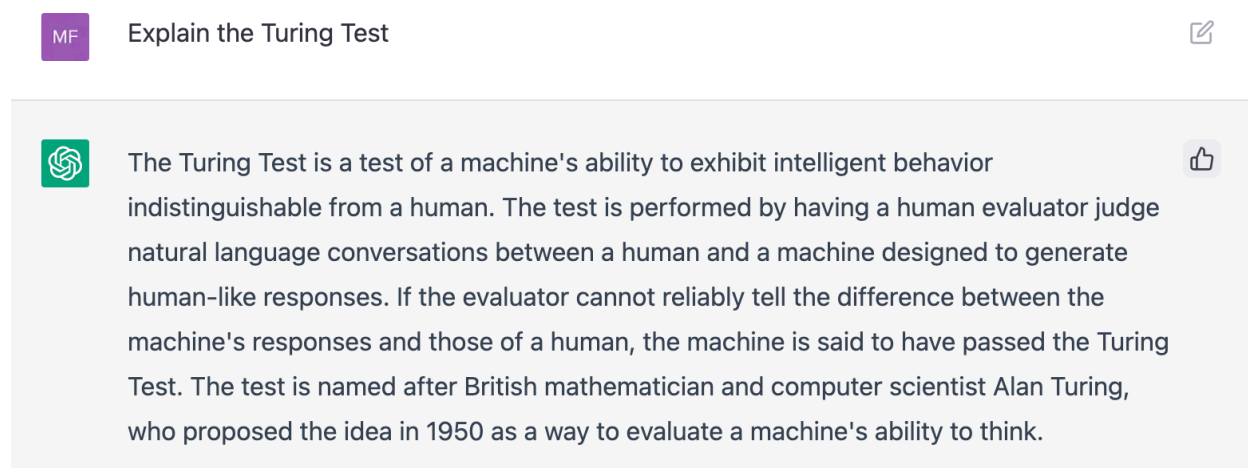 MF
Explain the Turing Test
The Turing Test is a test of a machine's ability to exhibit intelligent behavior
indistinguishable from a human. The test is performed by having a human evaluator judge
natural language conversations between a human and a machine designed to generate
human-like responses. If the evaluator cannot reliably tell the difference between the
machine's responses and those of a human, the machine is said to have passed the Turing
Test. The test is named after British mathematician and computer scientist Alan Turing,
who proposed the idea in 1950 as a way to evaluate a machine's ability to think.